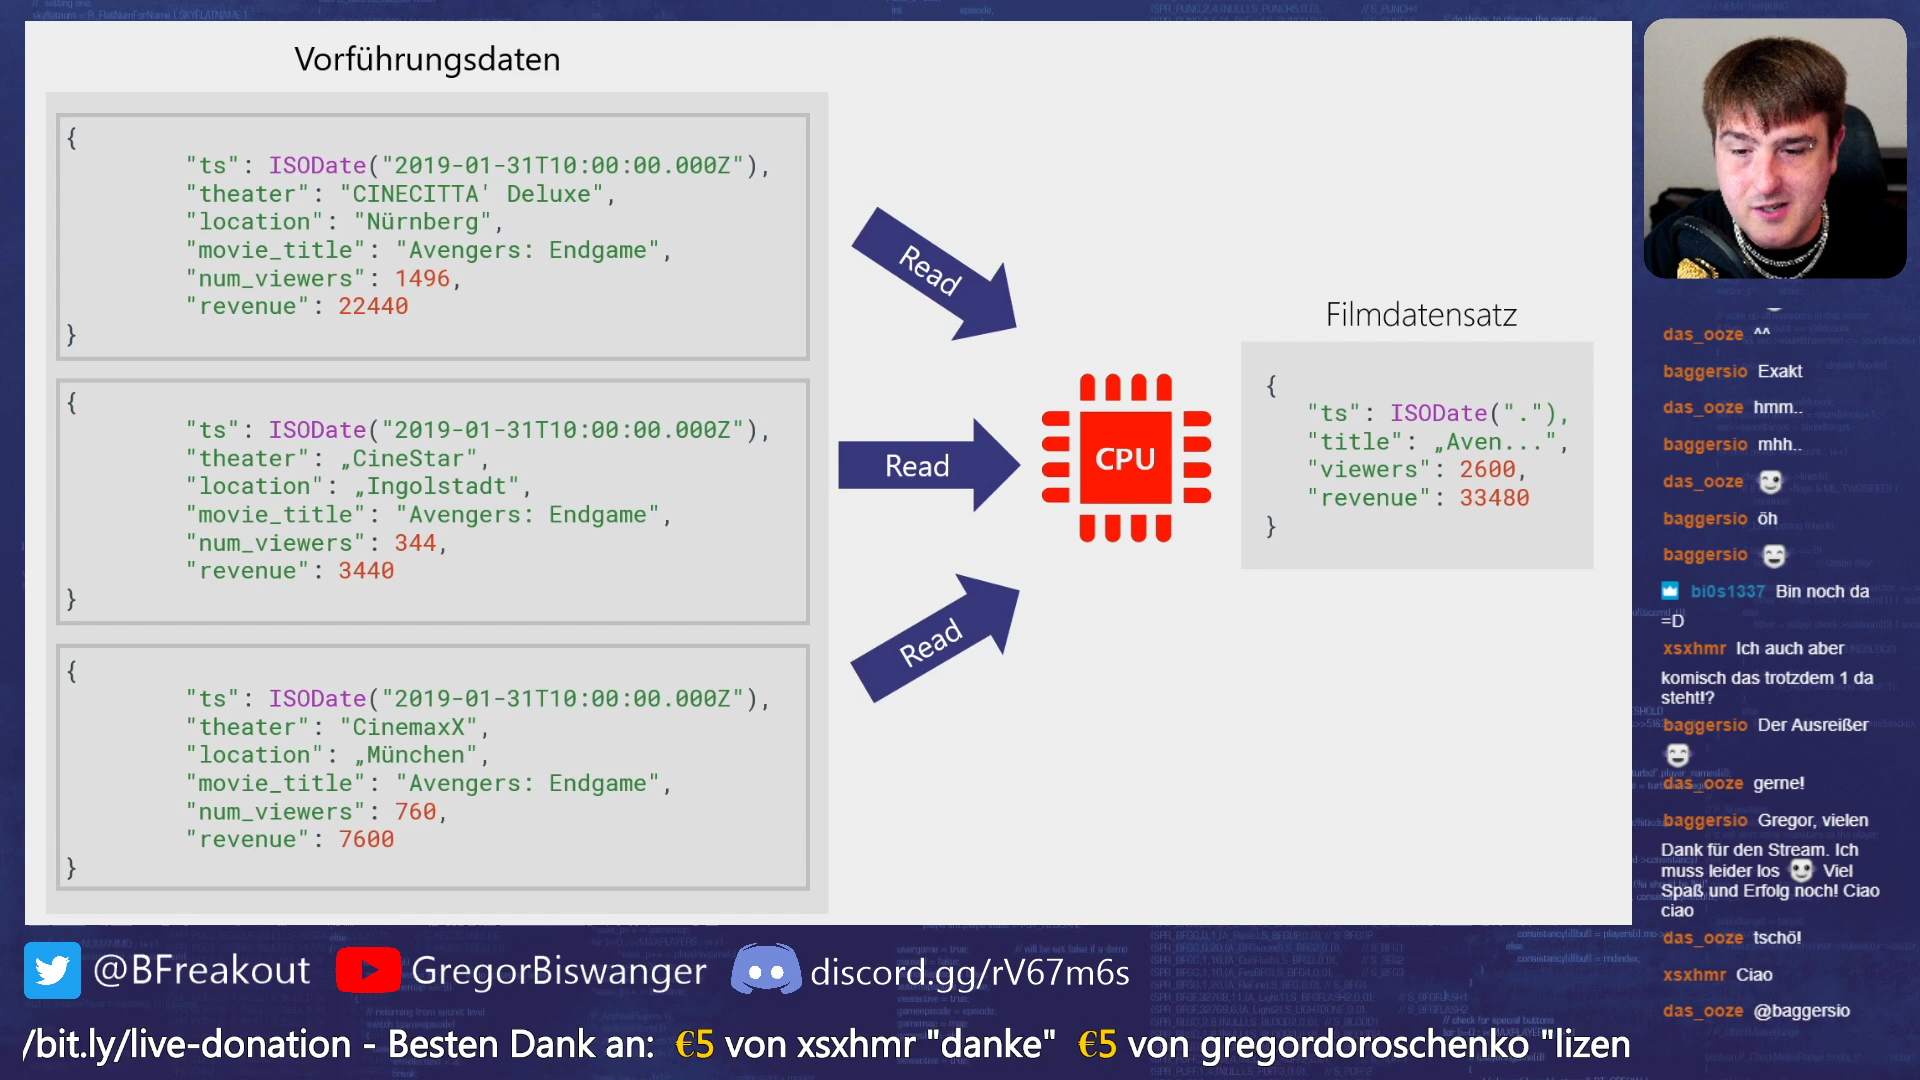 Vorführungsdaten
{
"ts": ISODate("2019-01-31T10:00:00.000Z"),
"theater": "CINECITTA' Deluxe",
"location": "Nürnberg",
"movie_title": "Avengers: Endgame",
"num_viewers": 1496,
"revenue": 22440
}
{
"ts": ISODate("2019-01-31T10:00:00.000Z"),
"theater": „CineStar",
"location": „Ingolstadt",
"movie_title": "Avengers: Endgame",
"num_viewers": 344,
"revenue": 3440
}
{
"ts": ISODate("2019-01-31T10:00:00.000Z"),
"theater": "CinemaxX",
"location": „München",
"movie_title": "Avengers: Endgame",
"num_viewers": 760,
"revenue": 7600
}
Read
Read
Read
CPU
Filmdatensatz
{
"ts": ISODate("."),
"title": „Aven...",
"viewers": 2600,
"revenue": 33480
}
das_ooze ^^
baggersio Exakt
das_ooze hmm..
baggersio mhh..
das_ooze
baggersio öh
baggersio
bi0s1337 Bin noch da
=D
xsxhmr Ich auch aber
komisch das trotzdem 1 da
steht!?
baggersio Der Ausreißer
das_ooze gerne!
baggersio Gregor, vielen
Dank für den Stream. Ich
muss leider los Viel
Spaß und Erfolg noch! Ciao
ciao
das_ooze tschö!
xsxhmr Ciao
das_ooze @baggersio
@BFreakout GregorBiswanger discord.gg/rV67m6s
/bit.ly/live-donation - Besten Dank an: €5 von xsxhmr "danke" €5 von gregordoroschenko "lizen